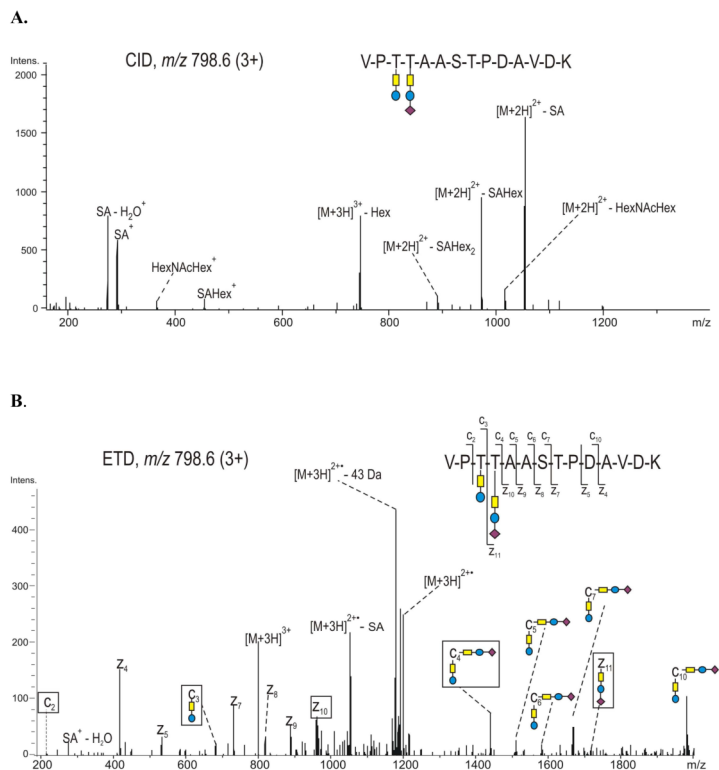 A.
CID, m/z 798.6 (3+)
V-P-T-T-A-A-S-T-P-D-A-V-D-K
Intens.
2000
1500
1000
500
0
[M+2H]²⁺ - SA
[M+2H]²⁺ - SAHex
[M+2H]²⁺ - HexNAcHex
SA - H₂O⁺
SA⁺
[M+3H]³⁺ - Hex
[M+2H]²⁺ - SAHex₂
HexNAcHex⁺
SAHex⁺
200 400 600 800 1000 1200 m/z
B.
ETD, m/z 798.6 (3+)
c₃
c₂ c₄ c₅ c₆ c₇ c₁₀
V-P-T-T-A-A-S-T-P-D-A-V-D-K
z₁₀ z₉ z₈ z₇ z₅ z₄
z₁₁
Intens.
400
300
200
100
0
[M+3H]²⁺• – 43 Da
[M+3H]²⁺•
[M+3H]³⁺
[M+3H]²⁺• - SA
C₇
C₅
C₄
Z₁₁
C₆
C₁₀
Z₄
C₂
C₃
Z₇
Z₈
Z₁₀
Z₅
Z₉
SA⁺ - H₂O
200 400 600 800 1000 1200 1400 1600 1800 m/z